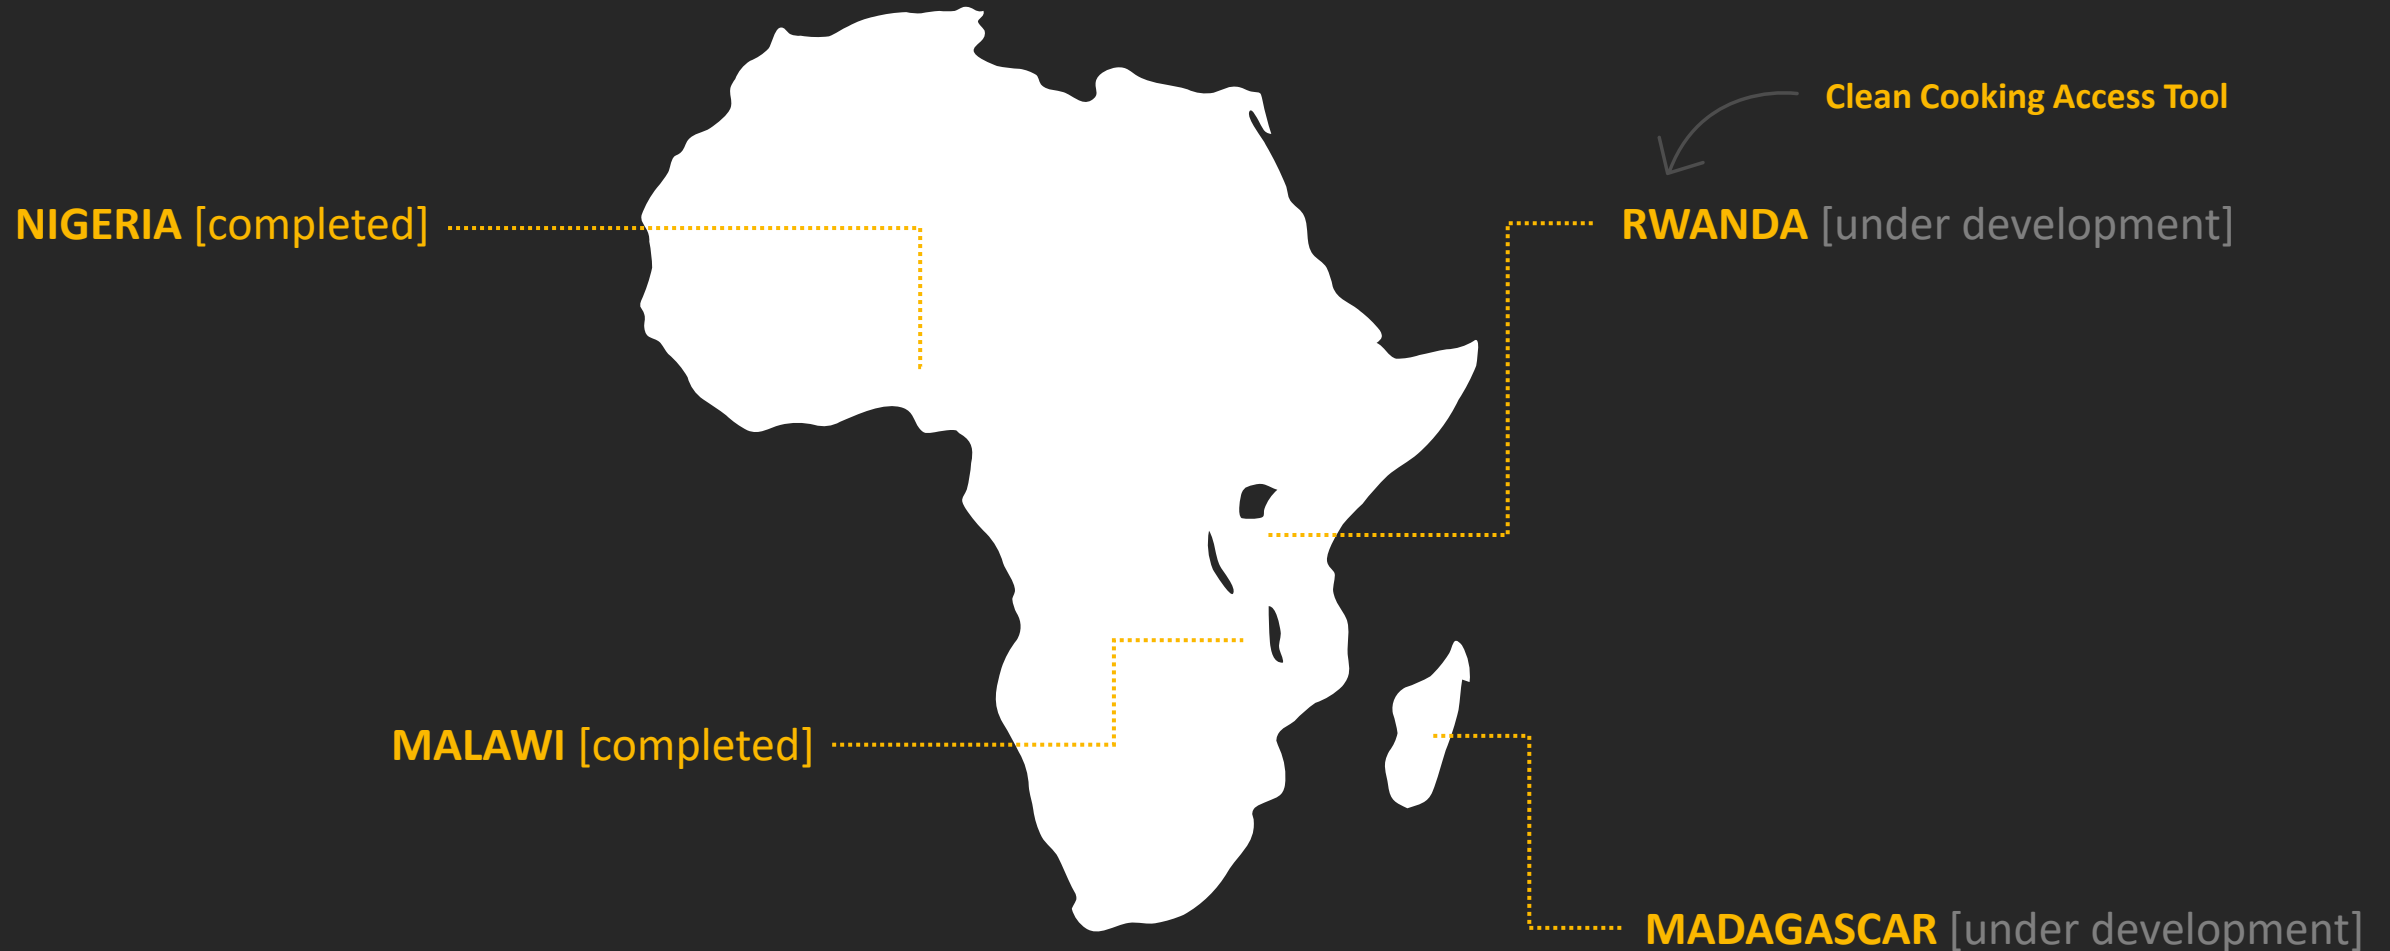 Clean Cooking Access Tool
NIGERIA [completed]
RWANDA [under development]
MALAWI [completed]
MADAGASCAR [under development]